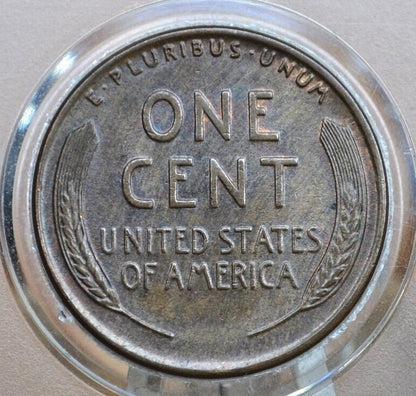 E·PLURIBUS·UNUM
ONE
CENT
UNITED STATES
OF AMERICA